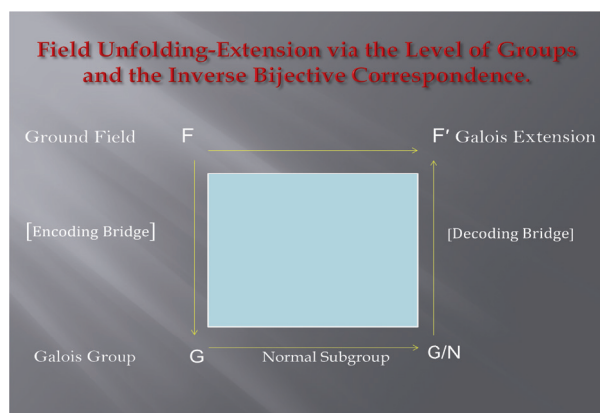 Field Unfolding-Extension via the Level of Groups
and the Inverse Bijective Correspondence.
Ground Field F F′ Galois Extension
[Encoding Bridge] [Decoding Bridge]
Galois Group G Normal Subgroup G/N